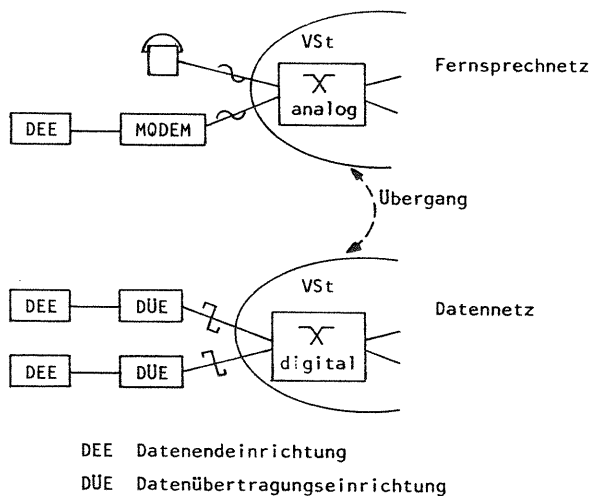 VSt
Fernsprechnetz
analog
DEE
MODEM
Übergang
VSt
Datennetz
DEE
DÜE
digital
DEE
DÜE
DEE Datenendeinrichtung
DÜE Datenübertragungseinrichtung